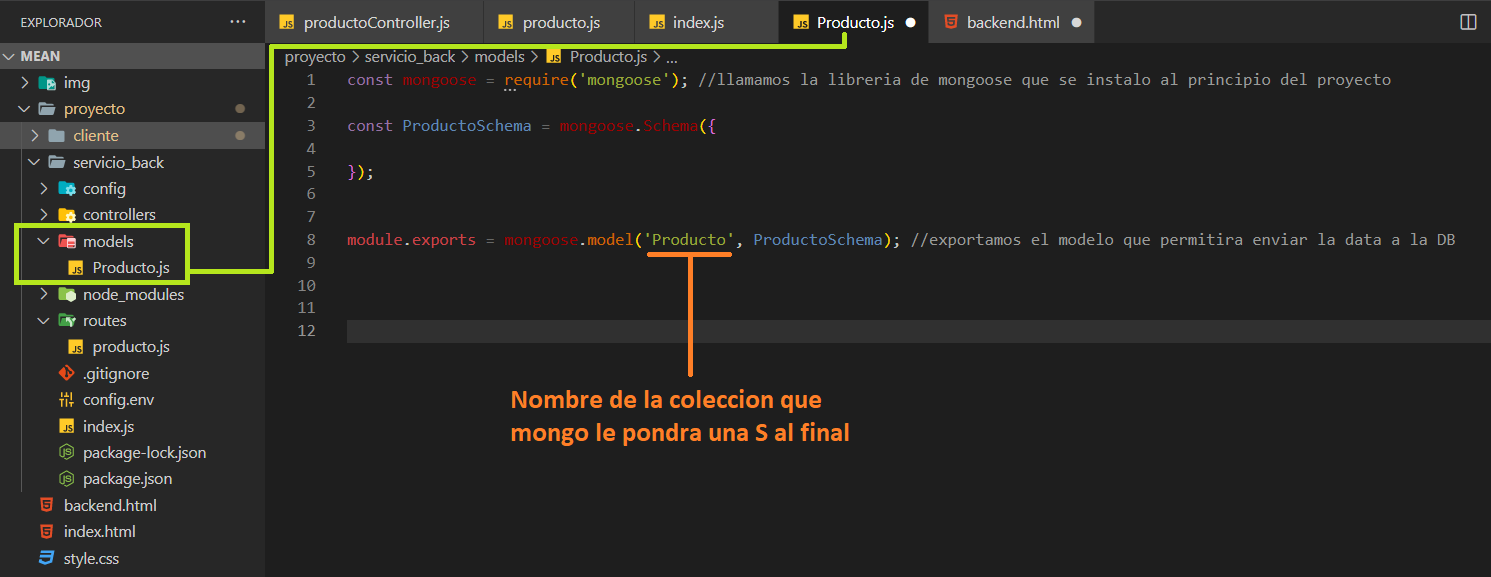 EXPLORADOR ...
MEAN
img
proyecto
cliente
servicio_back
config
controllers
models
Producto.js
node_modules
routes
producto.js
.gitignore
config.env
index.js
package-lock.json
package.json
backend.html
index.html
style.css
productoController.js producto.js index.js Producto.js backend.html
proyecto > servicio_back > models > Producto.js > ...
1 const mongoose = require('mongoose'); //llamamos la libreria de mongoose que se instalo al principio del proyecto
2
3 const ProductoSchema = mongoose.Schema({
4
5 });
6
7
8 module.exports = mongoose.model('Producto', ProductoSchema); //exportamos el modelo que permitira enviar la data a la DB
9
10
11
12
Nombre de la coleccion que
mongo le pondra una S al final